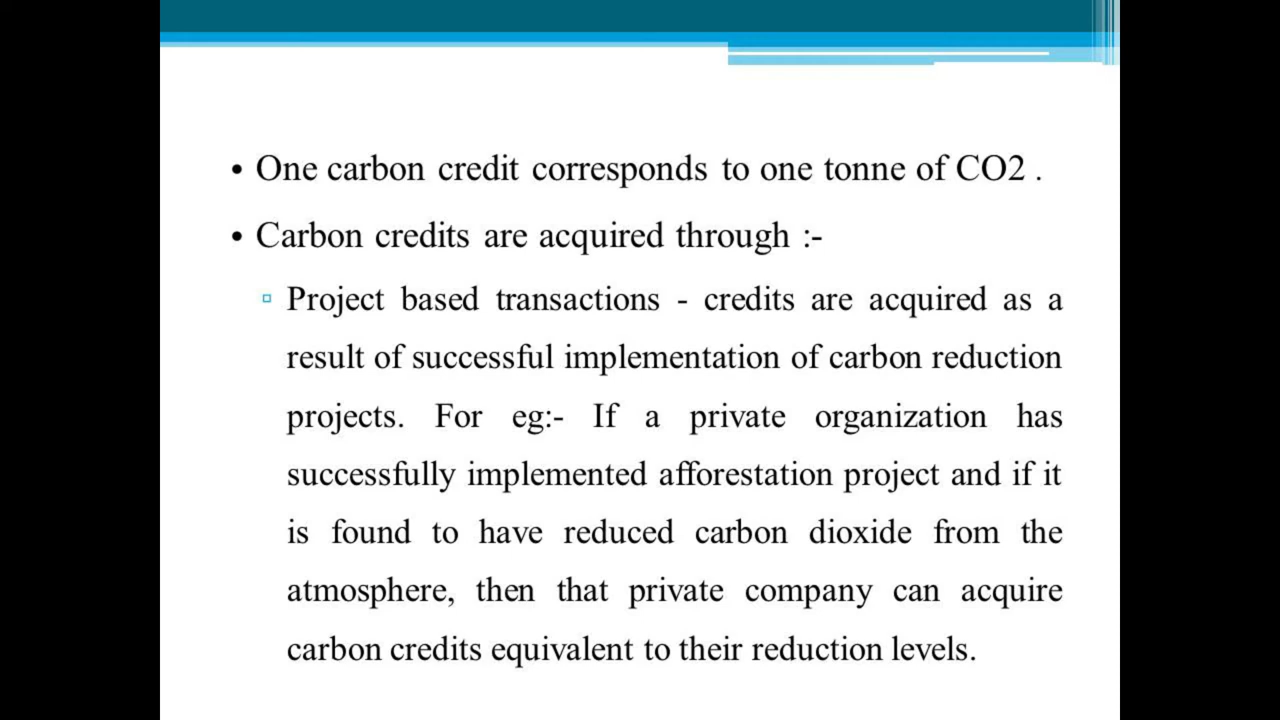 • One carbon credit corresponds to one tonne of CO2 .
• Carbon credits are acquired through :-
▫ Project based transactions - credits are acquired as a
result of successful implementation of carbon reduction
projects. For eg:- If a private organization has
successfully implemented afforestation project and if it
is found to have reduced carbon dioxide from the
atmosphere, then that private company can acquire
carbon credits equivalent to their reduction levels.